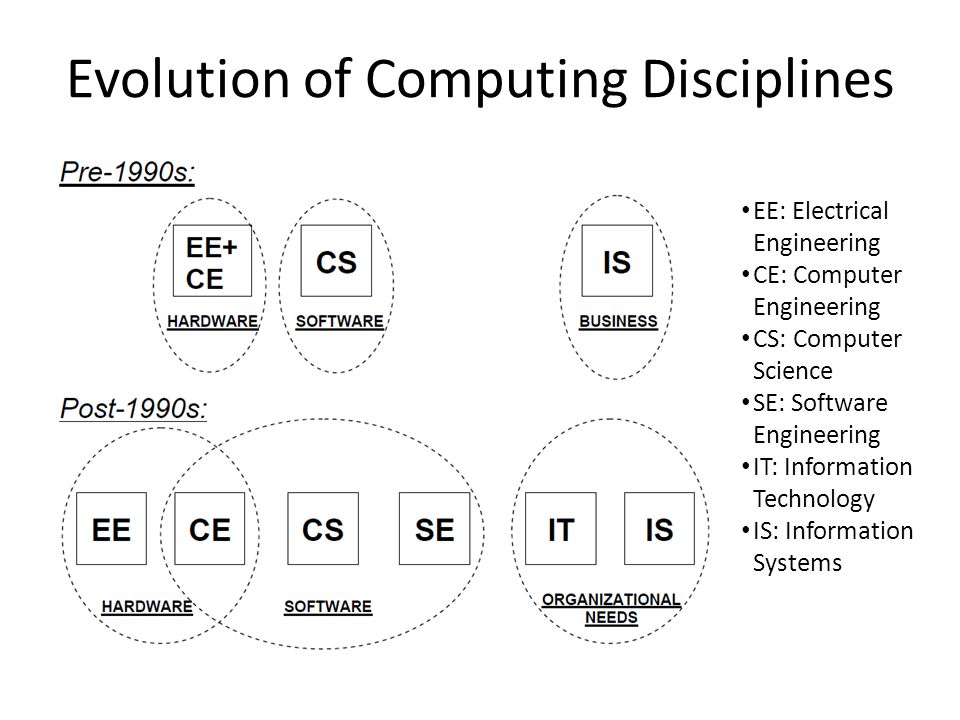 Evolution of Computing Disciplines
Pre-1990s:
EE+
CE
CS
IS
HARDWARE
SOFTWARE
BUSINESS
Post-1990s:
EE
CE
CS
SE
IT
IS
HARDWARE
SOFTWARE
ORGANIZATIONAL
NEEDS
•EE: Electrical
Engineering
•CE: Computer
Engineering
•CS: Computer
Science
•SE: Software
Engineering
•IT: Information
Technology
•IS: Information
Systems